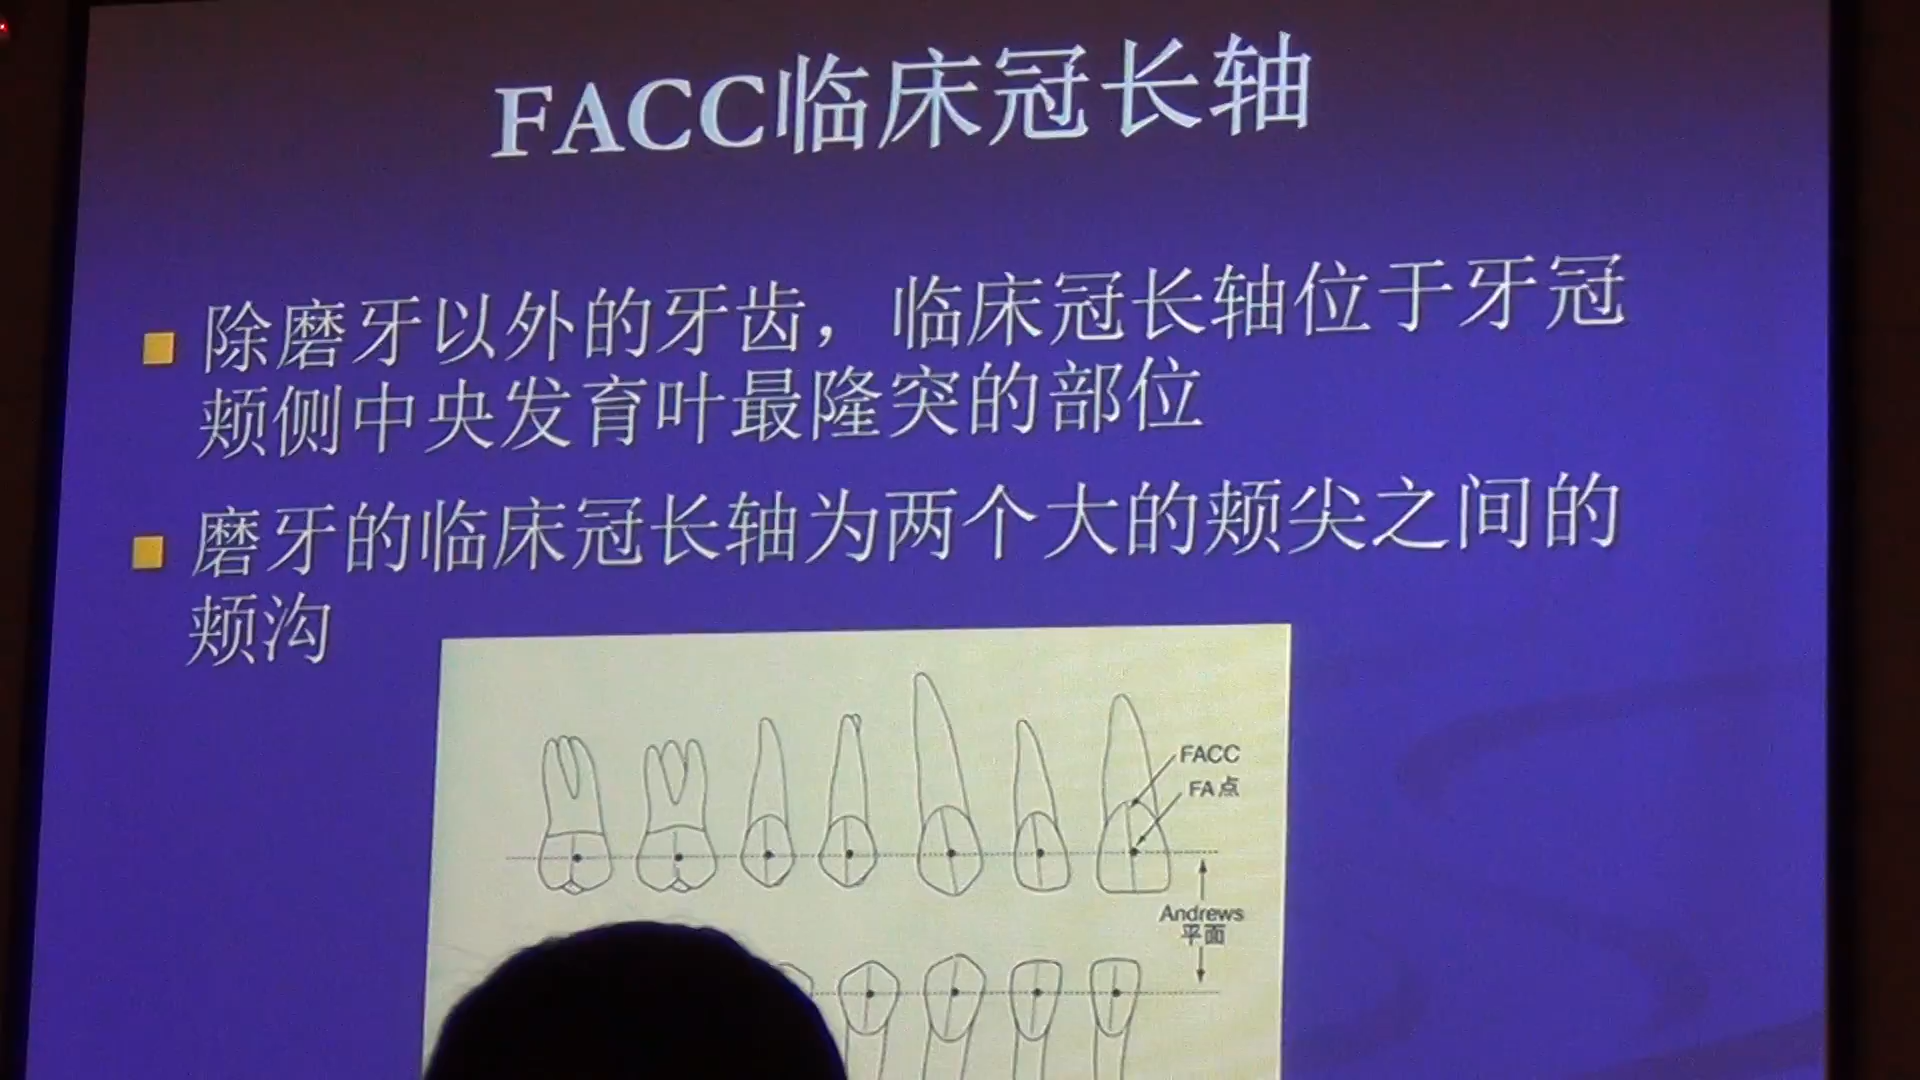 FACC临床冠长轴
除磨牙以外的牙齿，临床冠长轴位于牙冠
颊侧中央发育叶最隆突的部位
磨牙的临床冠长轴为两个大的颊尖之间的
颊沟
FACC
FA点
Andrews
平面